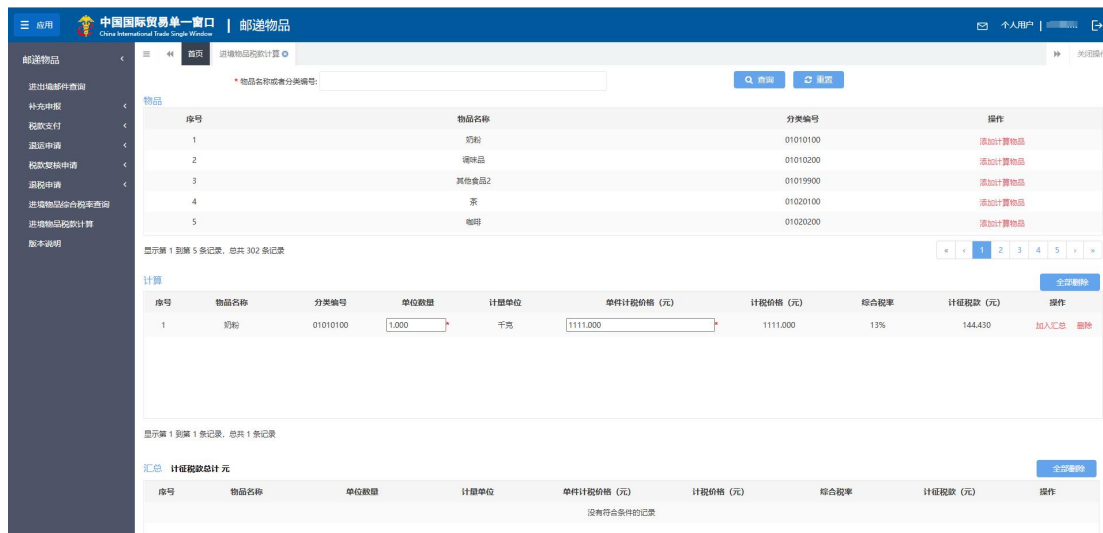 应用 中国国际贸易单一窗口 | 邮递物品 个人用户 |
China International Trade Single Window
邮递物品 首页 进境物品税款计算 关闭操作
进出境邮件查询 * 物品名称或者分类编号: 查询 重置
补充申报
税款支付
退运申请
税款复核申请
退税申请
进境物品综合税率查询
进境物品税款计算
版本说明
物品
序号 物品名称 分类编号 操作
1 奶粉 01010100 添加计算物品
2 调味品 01010200 添加计算物品
3 其他食品2 01019900 添加计算物品
4 茶 01020100 添加计算物品
5 咖啡 01020200 添加计算物品
显示第 1 到第 5 条记录，总共 302 条记录 « ‹ 1 2 3 4 5 › »
计算 全部删除
序号 物品名称 分类编号 单位数量 计量单位 单件计税价格（元） 计税价格（元） 综合税率 计征税款（元） 操作
1 奶粉 01010100 1.000 * 千克 1111.000 * 1111.000 13% 144.430 加入汇总 删除
显示第 1 到第 1 条记录，总共 1 条记录
汇总 计征税款总计 元 全部删除
序号 物品名称 单位数量 计量单位 单件计税价格（元） 计税价格（元） 综合税率 计征税款（元） 操作
没有符合条件的记录